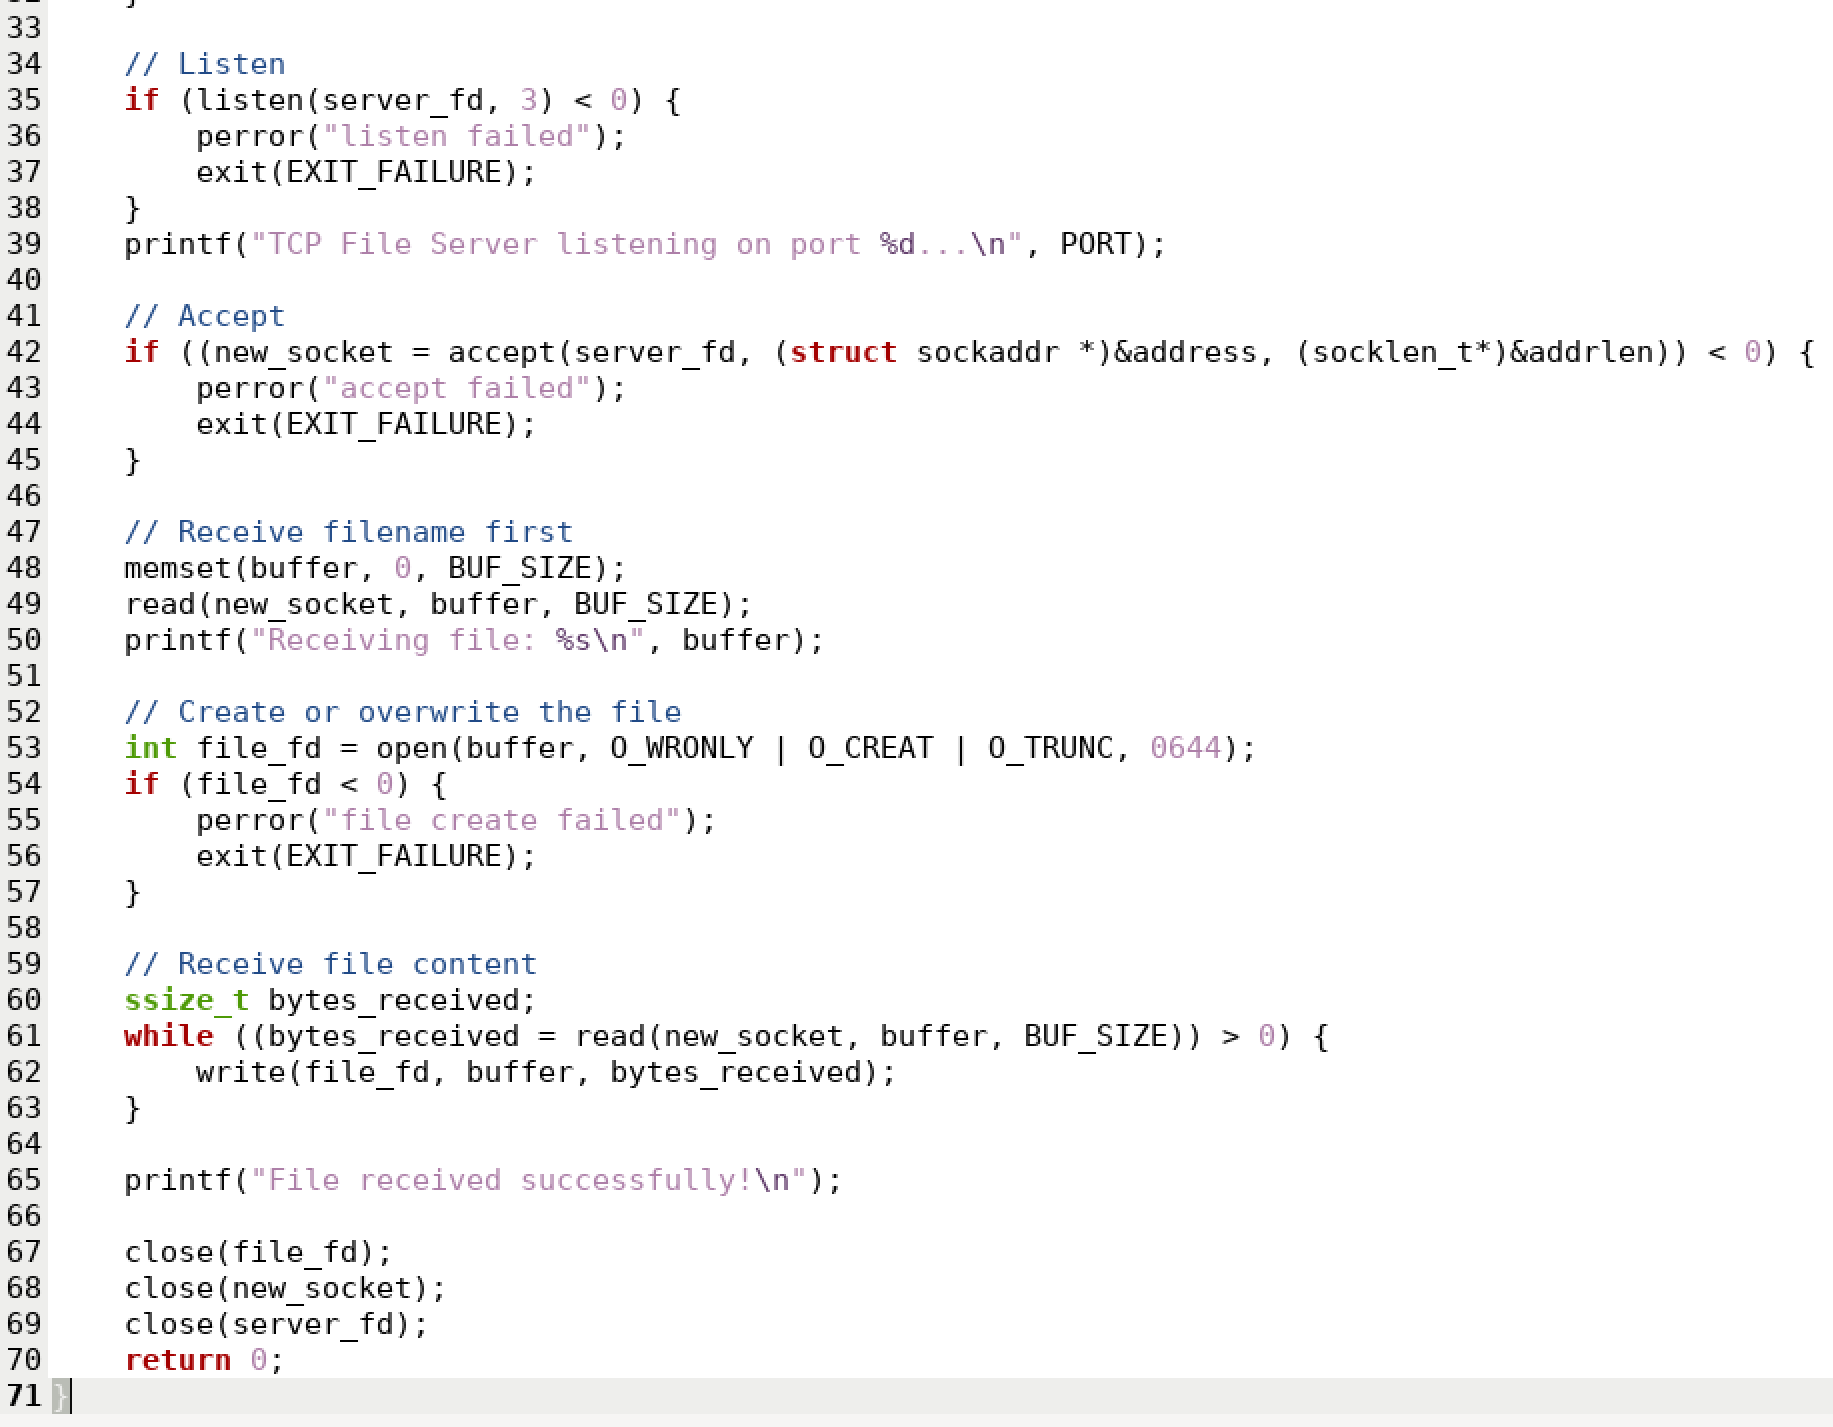 33
34     // Listen
35     if (listen(server_fd, 3) < 0) {
36         perror("listen failed");
37         exit(EXIT_FAILURE);
38     }
39     printf("TCP File Server listening on port %d...\n", PORT);
40
41     // Accept
42     if ((new_socket = accept(server_fd, (struct sockaddr *)&address, (socklen_t*)&addrlen)) < 0) {
43         perror("accept failed");
44         exit(EXIT_FAILURE);
45     }
46
47     // Receive filename first
48     memset(buffer, 0, BUF_SIZE);
49     read(new_socket, buffer, BUF_SIZE);
50     printf("Receiving file: %s\n", buffer);
51
52     // Create or overwrite the file
53     int file_fd = open(buffer, O_WRONLY | O_CREAT | O_TRUNC, 0644);
54     if (file_fd < 0) {
55         perror("file create failed");
56         exit(EXIT_FAILURE);
57     }
58
59     // Receive file content
60     ssize_t bytes_received;
61     while ((bytes_received = read(new_socket, buffer, BUF_SIZE)) > 0) {
62         write(file_fd, buffer, bytes_received);
63     }
64
65     printf("File received successfully!\n");
66
67     close(file_fd);
68     close(new_socket);
69     close(server_fd);
70     return 0;
71 }